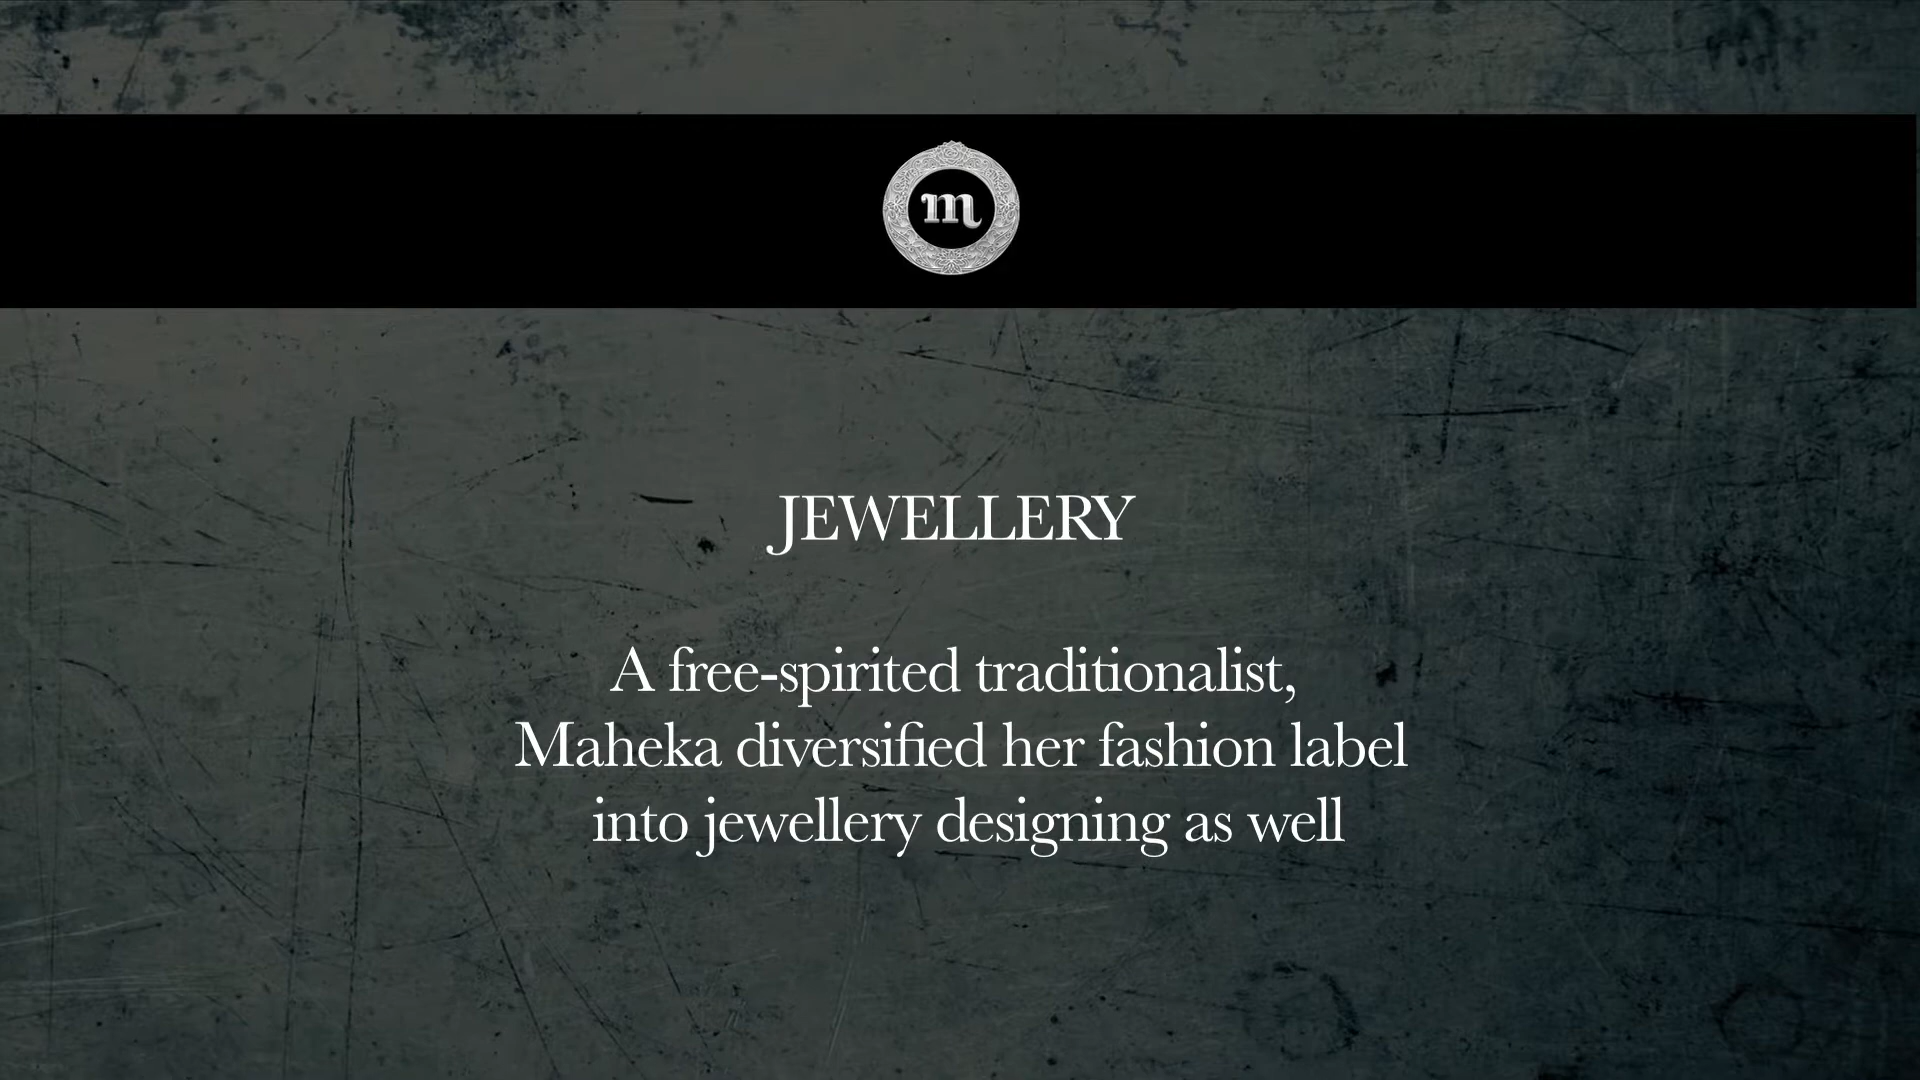 m
JEWELLERY
A free-spirited traditionalist,
Maheka diversified her fashion label
into jewellery designing as well